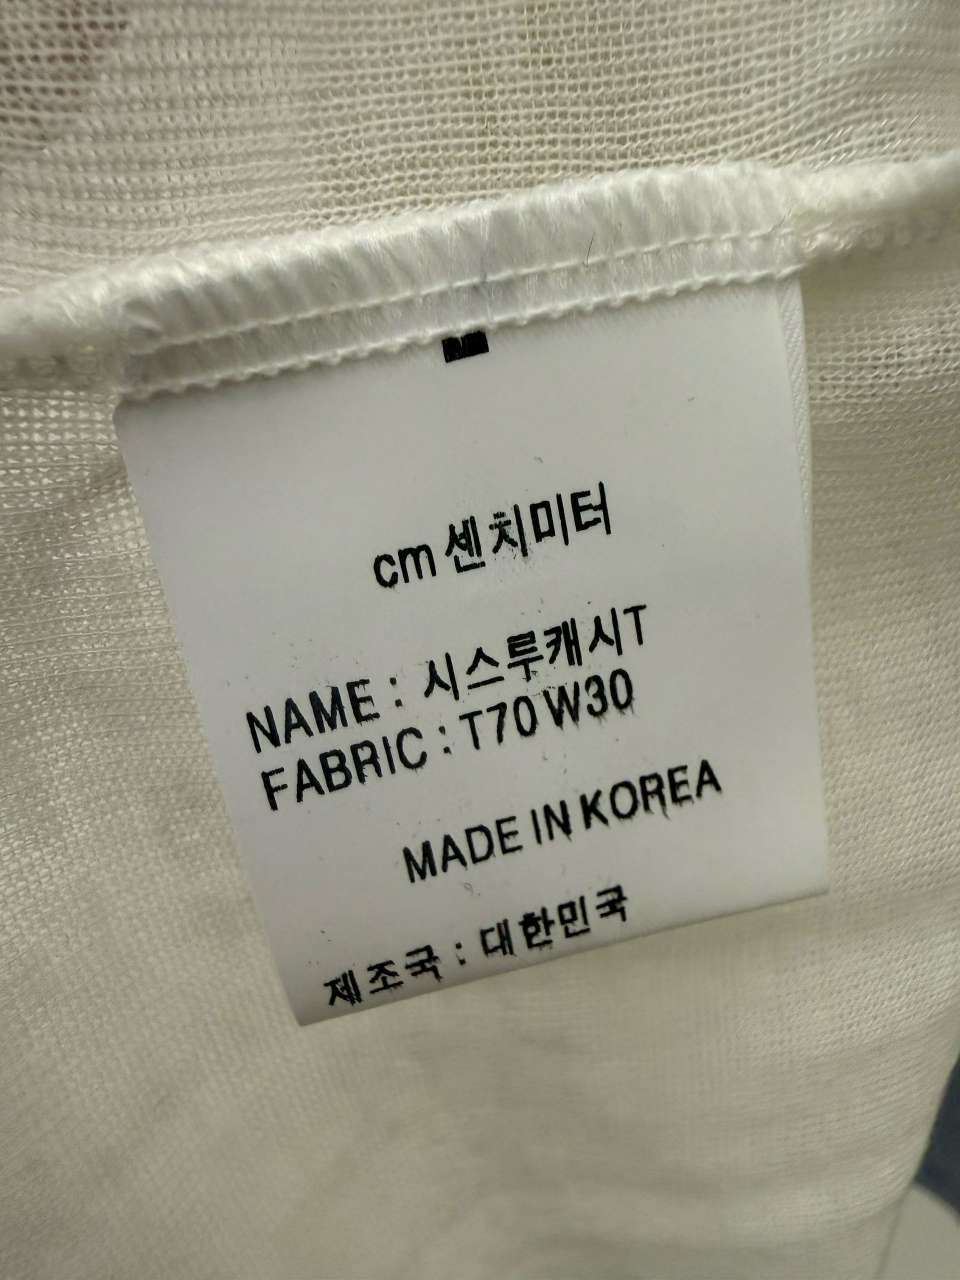 cm 센치미터
NAME : 시스루캐시T
FABRIC : T70 W30
MADE IN KOREA
제조국 : 대한민국